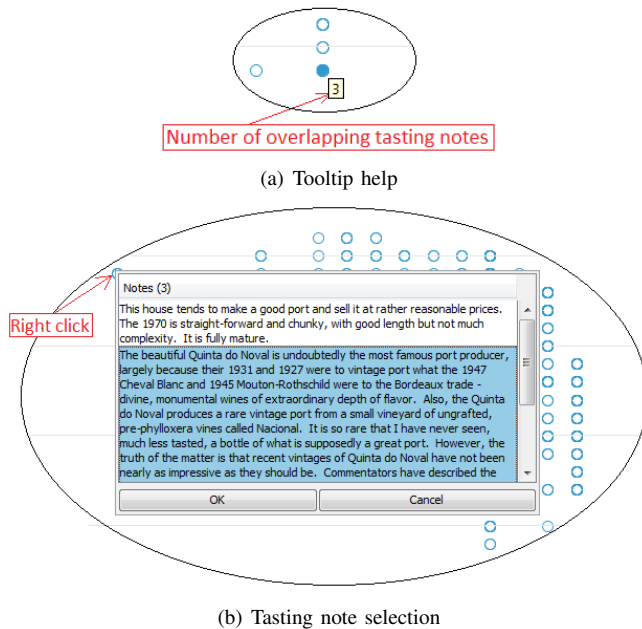 3
Number of overlapping tasting notes
(a) Tooltip help
Right click
Notes (3)
This house tends to make a good port and sell it at rather reasonable prices.
The 1970 is straight-forward and chunky, with good length but not much
complexity. It is fully mature.
The beautiful Quinta do Noval is undoubtedly the most famous port producer,
largely because their 1931 and 1927 were to vintage port what the 1947
Cheval Blanc and 1945 Mouton-Rothschild were to the Bordeaux trade -
divine, monumental wines of extraordinary depth of flavor. Also, the Quinta
do Noval produces a rare vintage port from a small vineyard of ungrafted,
pre-phylloxera vines called Nacional. It is so rare that I have never seen,
much less tasted, a bottle of what is supposedly a great port. However, the
truth of the matter is that recent vintages of Quinta do Noval have not been
nearly as impressive as they should be. Commentators have described the
OK
Cancel
(b) Tasting note selection